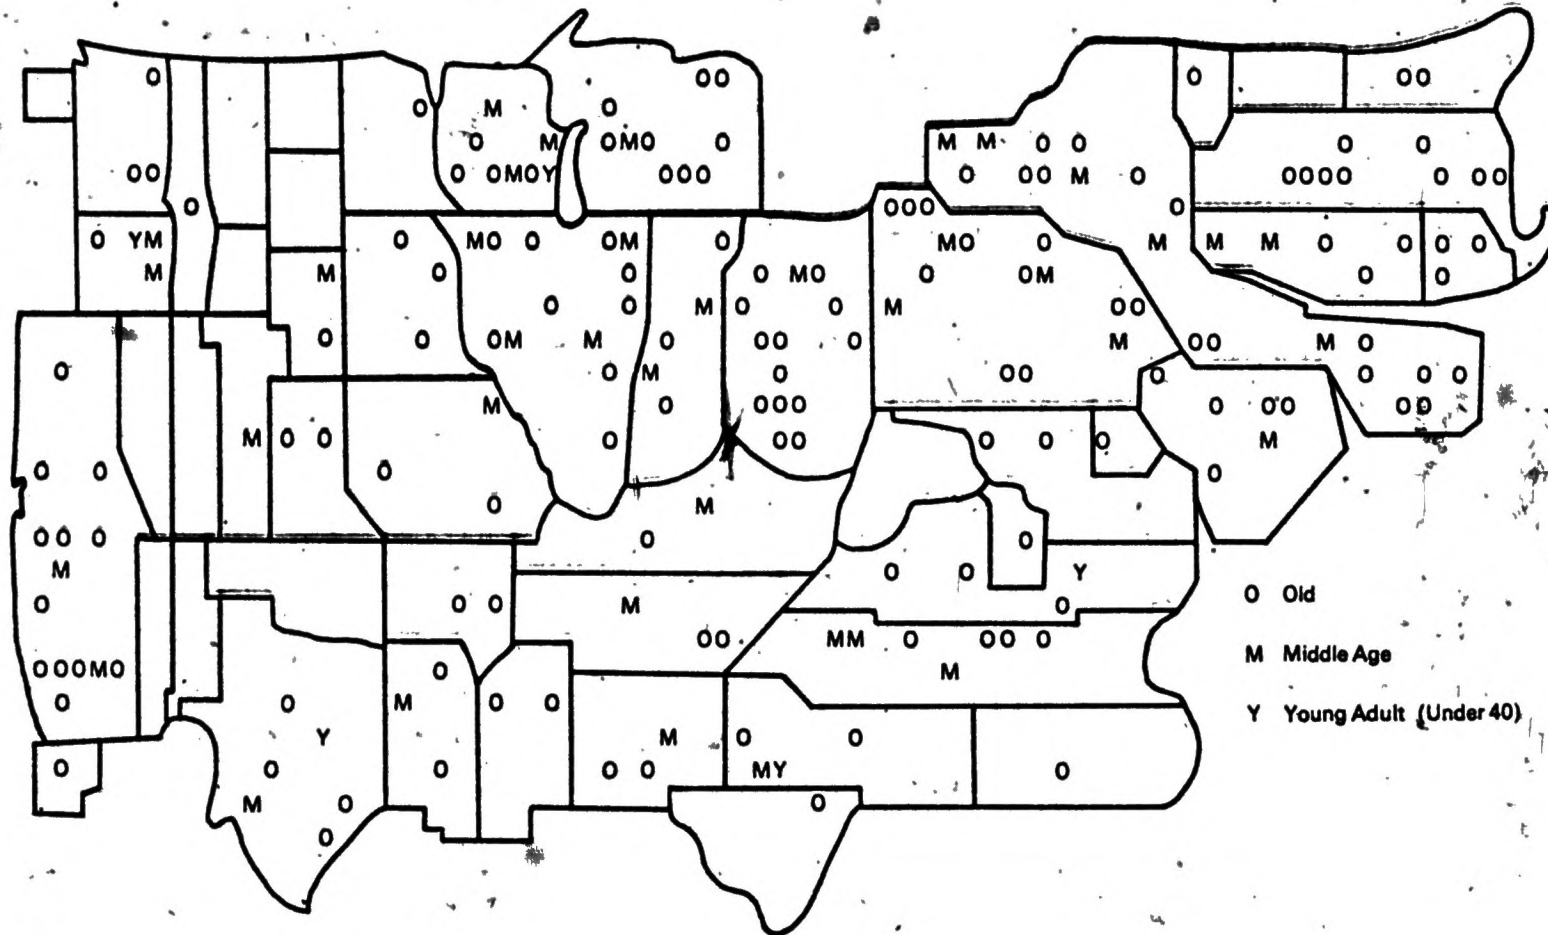 O OO O OO
O M O
O M OMO O M M O O O O
OO O OMOY OOO O OO M O OOOO O OO
O OOO O
O YM O MO O OM O MO O M M M O O O O
M M O O O MO O OM O O
O O M O O M OO
O O OM M O OO O M OO M O
O O M O OO O O O O
M O OOO O OO OO
M O O O OO O O O M
O O O O
O M
OO O O O
M O O Y
O O O M O
OO MM O OO O
OOOMO O M
O O M O O
Y M O O
O O O O O MY O
M O O
O
O Old
M Middle Age
Y Young Adult (Under 40)